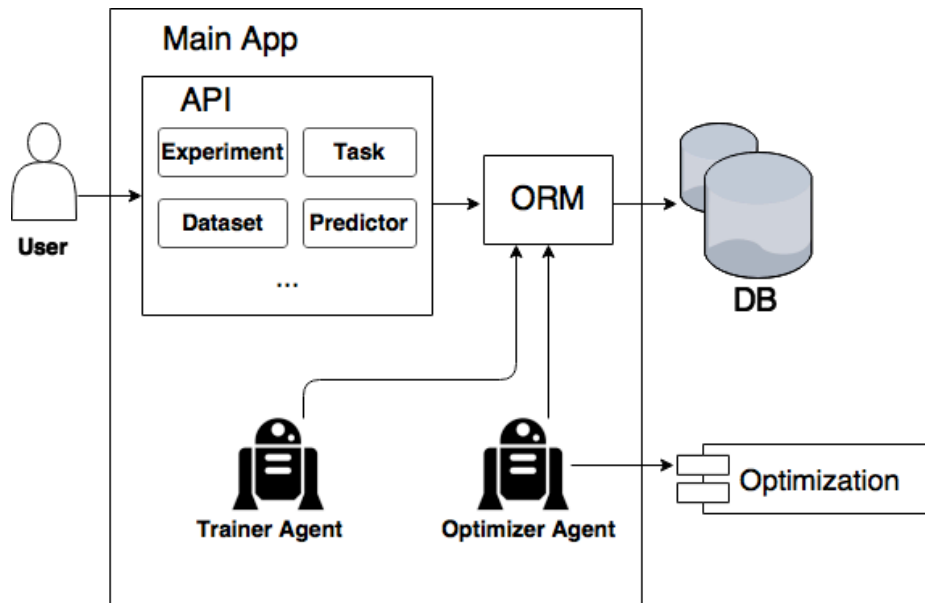 Main App
API
Experiment
Task
ORM
Dataset
Predictor
User
...
DB
Optimization
Trainer Agent
Optimizer Agent